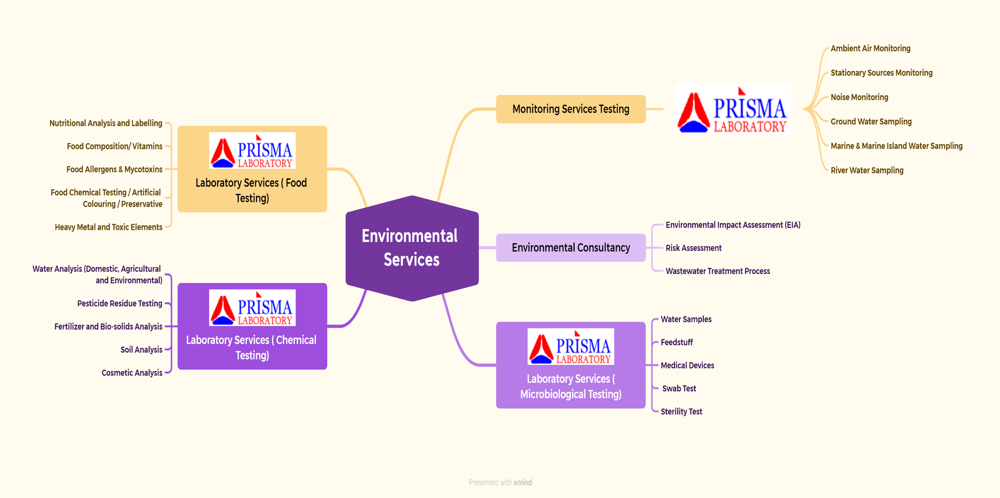 Environmental
Services
Monitoring Services Testing
PRISMA
LABORATORY
Ambient Air Monitoring
Stationary Sources Monitoring
Noise Monitoring
Ground Water Sampling
Marine & Marine Island Water Sampling
River Water Sampling
Environmental Consultancy
Environmental Impact Assessment (EIA)
Risk Assessment
Wastewater Treatment Process
PRISMA
LABORATORY
Laboratory Services (
Microbiological Testing)
Water Samples
Feedstuff
Medical Devices
Swab Test
Sterility Test
PRISMA
LABORATORY
Laboratory Services ( Food
Testing)
Nutritional Analysis and Labelling
Food Composition/ Vitamins
Food Allergens & Mycotoxins
Food Chemical Testing / Artificial
Colouring / Preservative
Heavy Metal and Toxic Elements
PRISMA
LABORATORY
Laboratory Services ( Chemical
Testing)
Water Analysis (Domestic, Agricultural
and Environmental)
Pesticide Residue Testing
Fertilizer and Bio-solids Analysis
Soil Analysis
Cosmetic Analysis
Presented with xmind